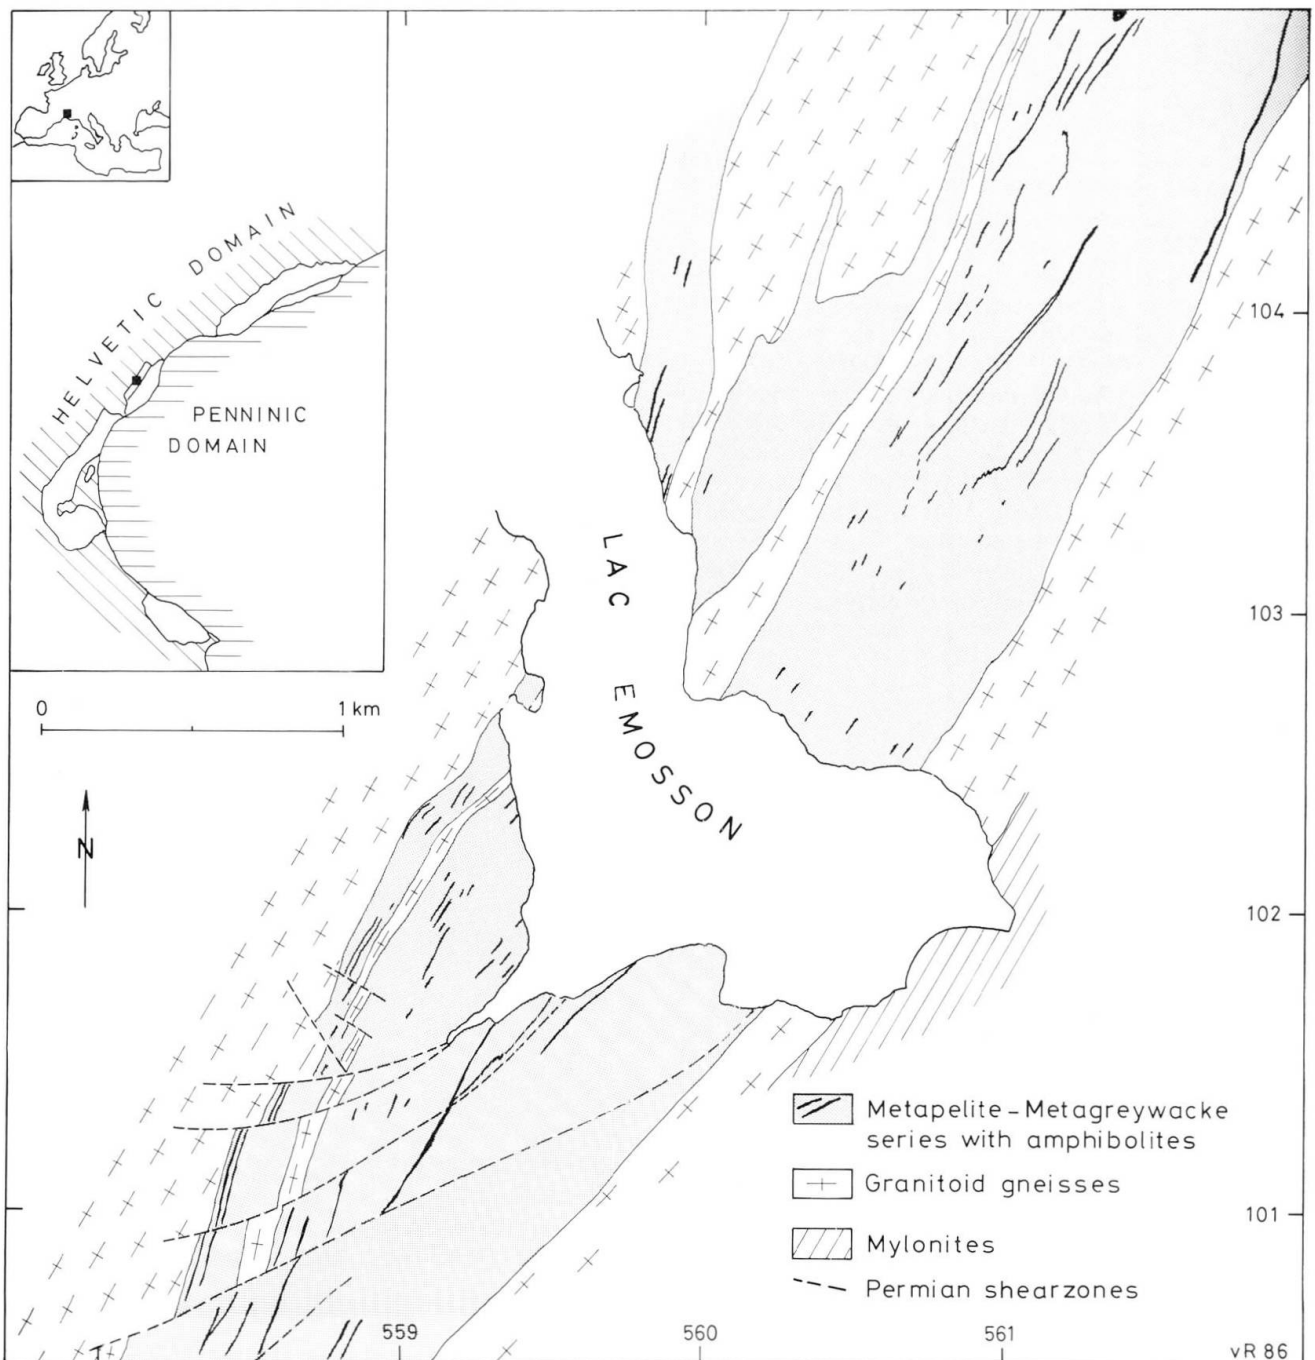 HELVETIC DOMAIN
PENNINIC
DOMAIN
0 1 km
N
LAC EMOSSON
104
103
102
101
559 560 561
Metapelite-Metagreywacke
series with amphibolites
Granitoid gneisses
Mylonites
Permian shearzones
vR 86